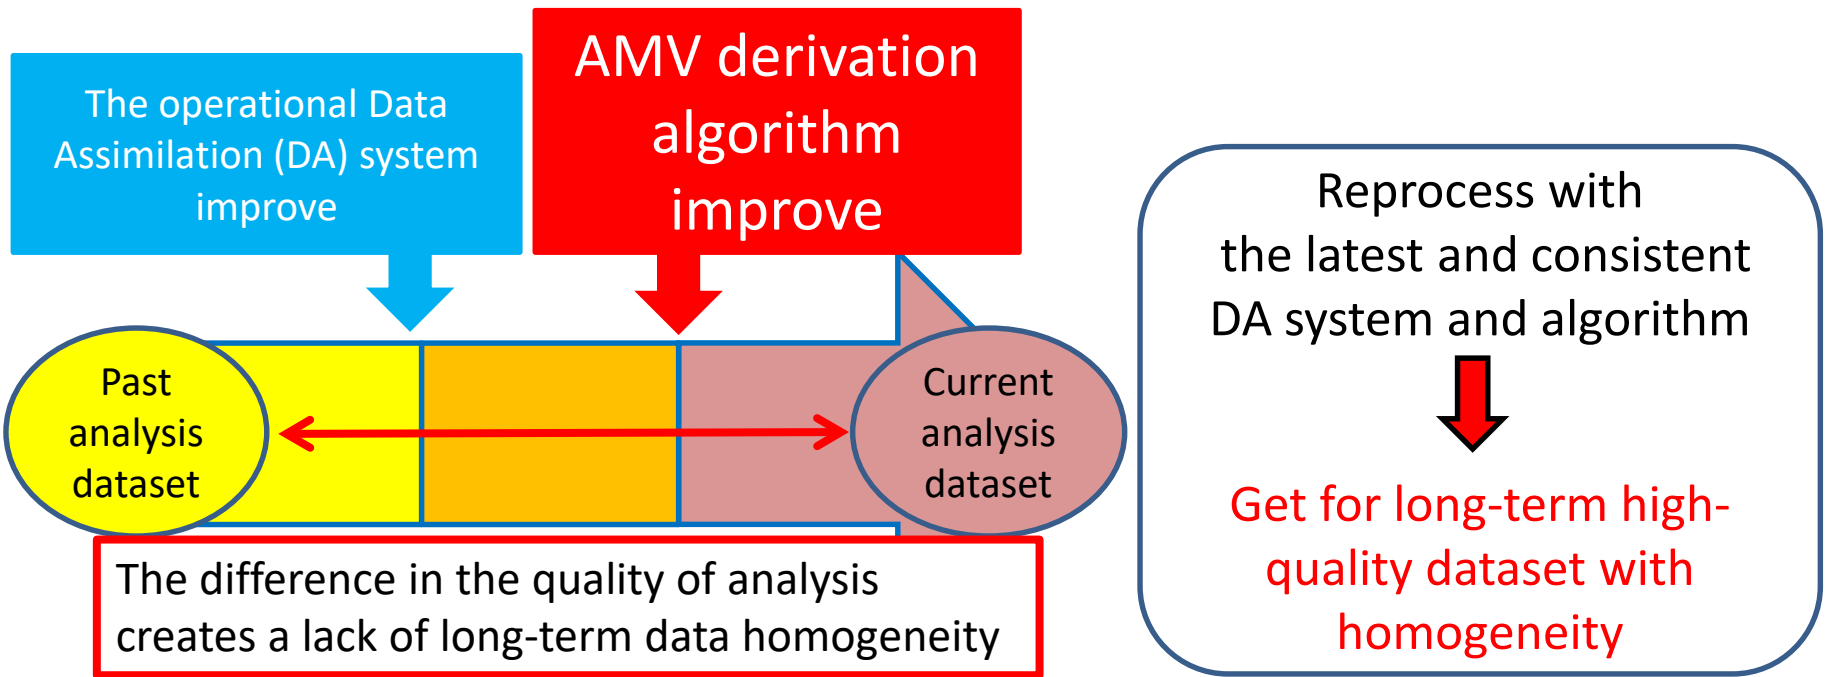 The operational Data
Assimilation (DA) system
improve
AMV derivation
algorithm
improve
Past
analysis
dataset
Current
analysis
dataset
The difference in the quality of analysis
creates a lack of long-term data homogeneity
Reprocess with
the latest and consistent
DA system and algorithm
Get for long-term high-
quality dataset with
homogeneity